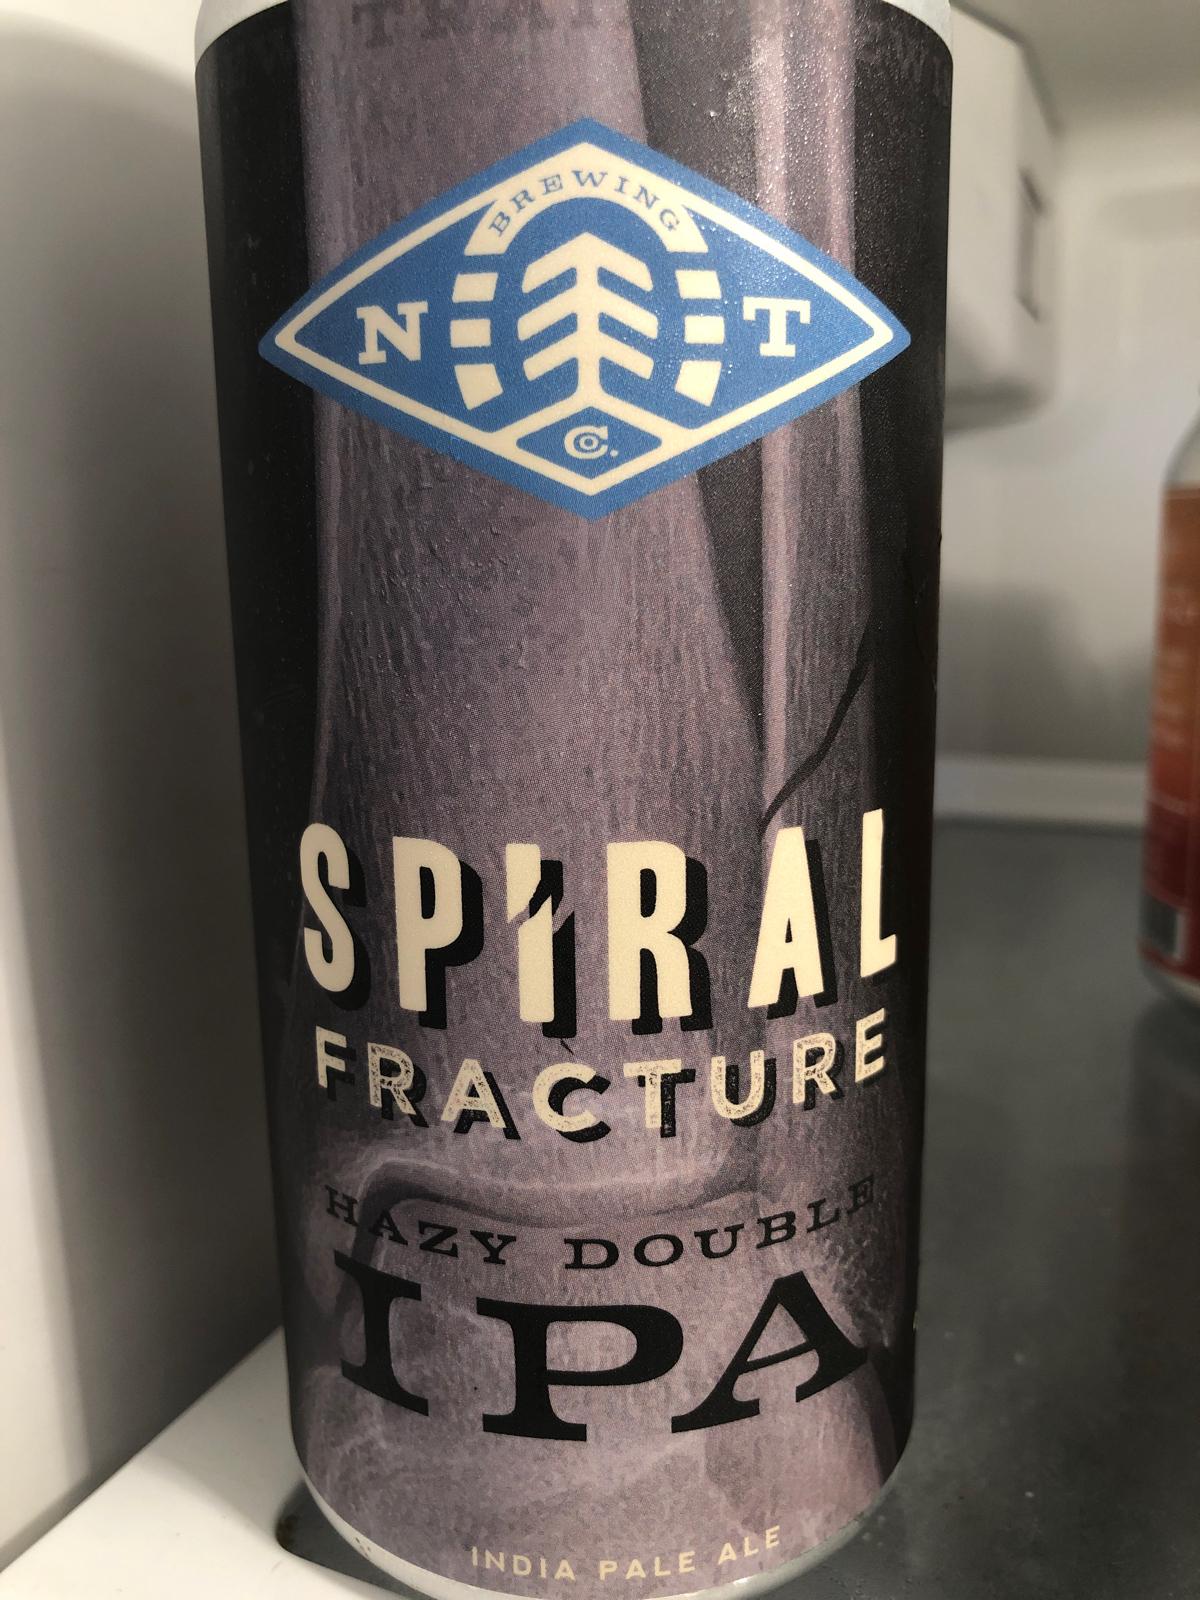 BREWING
N T
Co.
SPIRAL
FRACTURE
HAZY DOUBLE
IPA
INDIA PALE ALE